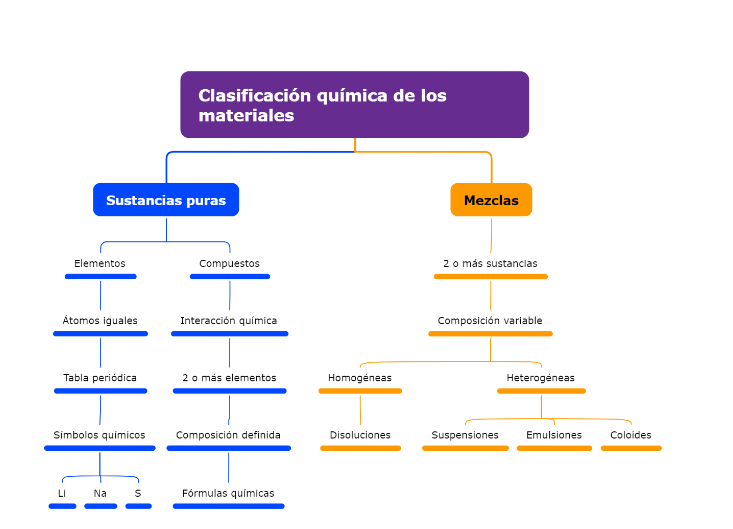 Clasificación química de los
materiales
Sustancias puras
Mezclas
Elementos
Compuestos
2 o más sustancias
Átomos iguales
Interacción química
Composición variable
Tabla periódica
2 o más elementos
Homogéneas
Heterogéneas
Símbolos químicos
Composición definida
Disoluciones
Suspensiones
Emulsiones
Coloides
Li
Na
S
Fórmulas químicas